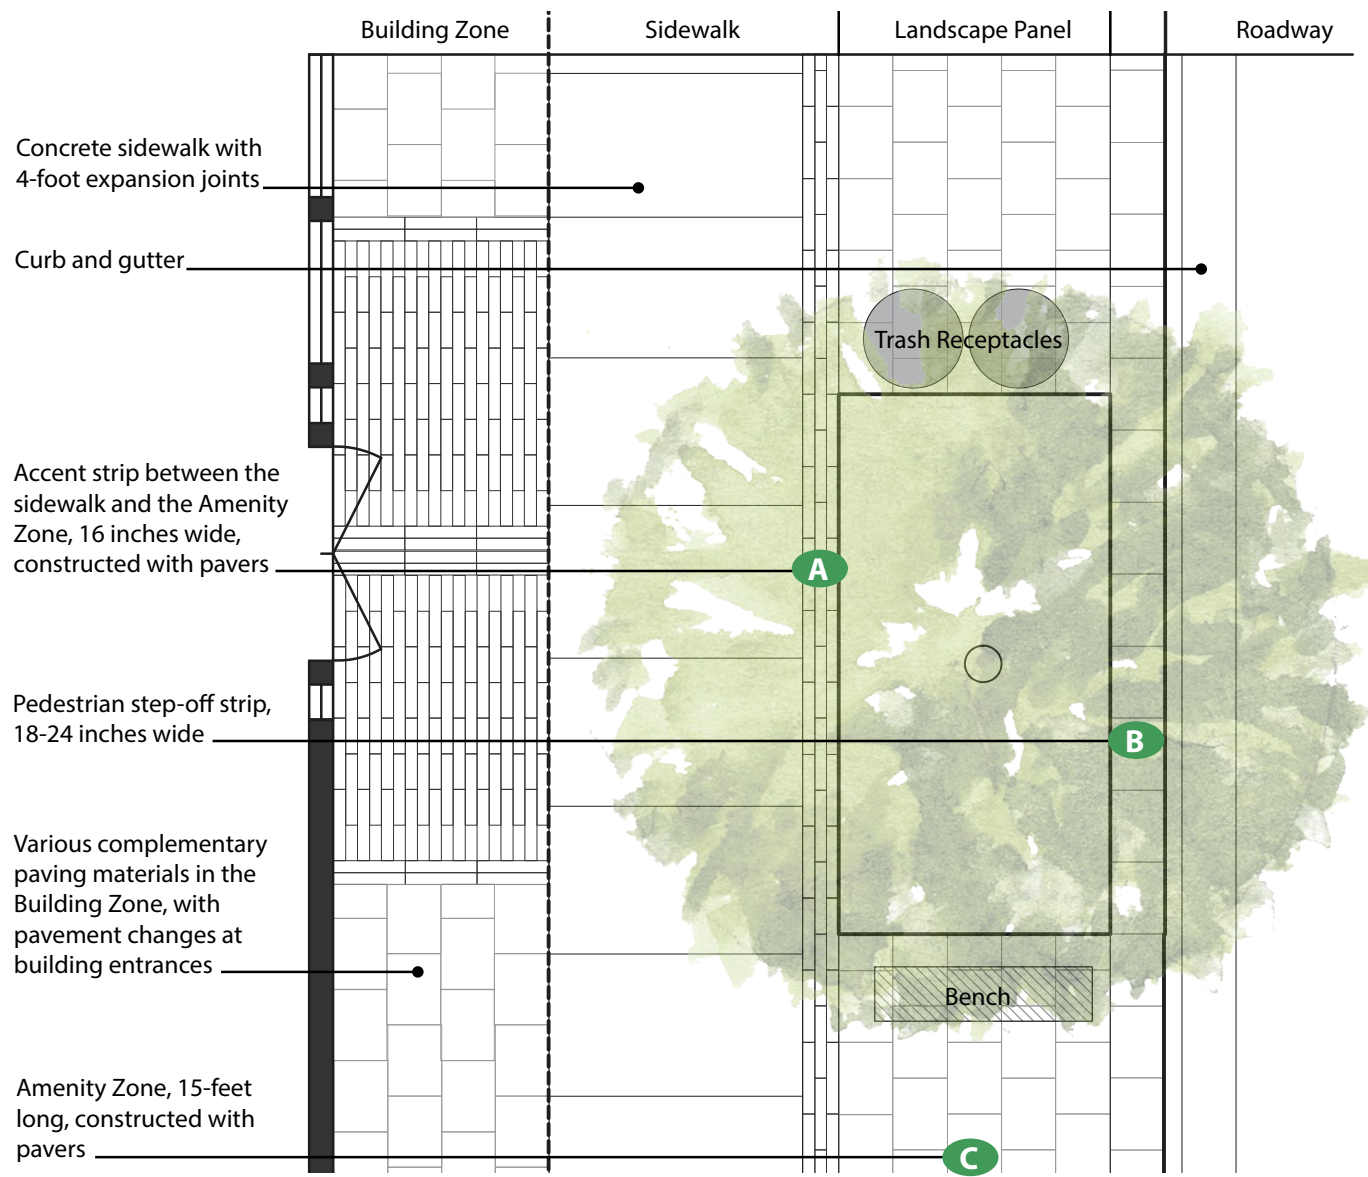 Building Zone
Sidewalk
Landscape Panel
Roadway
Concrete sidewalk with
4-foot expansion joints
Curb and gutter
Trash Receptacles
Accent strip between the
sidewalk and the Amenity
Zone, 16 inches wide,
constructed with pavers
A
Pedestrian step-off strip,
18-24 inches wide
B
Various complementary
paving materials in the
Building Zone, with
pavement changes at
building entrances
Bench
Amenity Zone, 15-feet
long, constructed with
pavers
C